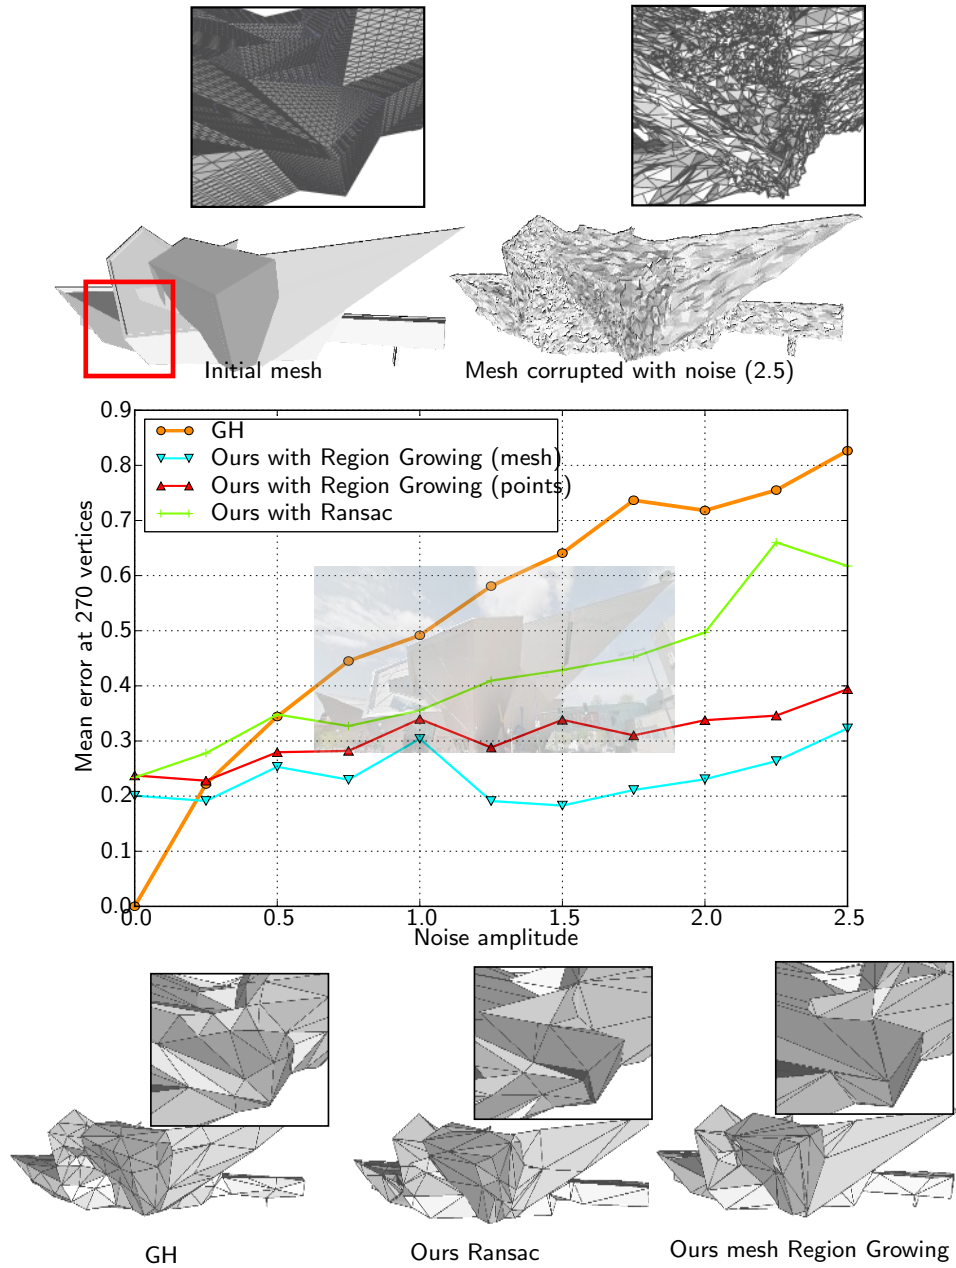 Initial mesh
Mesh corrupted with noise (2.5)
0.9
0.8
0.7
0.6
0.5
0.4
0.3
0.2
0.1
0.0
Mean error at 270 vertices
GH
Ours with Region Growing (mesh)
Ours with Region Growing (points)
Ours with Ransac
0.0 0.5 1.0 1.5 2.0 2.5
Noise amplitude
GH
Ours Ransac
Ours mesh Region Growing